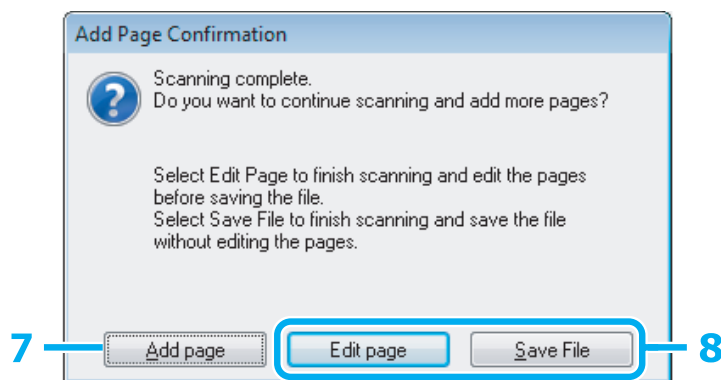 Add Page Confirmation
Scanning complete.
Do you want to continue scanning and add more pages?
Select Edit Page to finish scanning and edit the pages
before saving the file.
Select Save File to finish scanning and save the file
without editing the pages.
7 Add page Edit page Save File 8